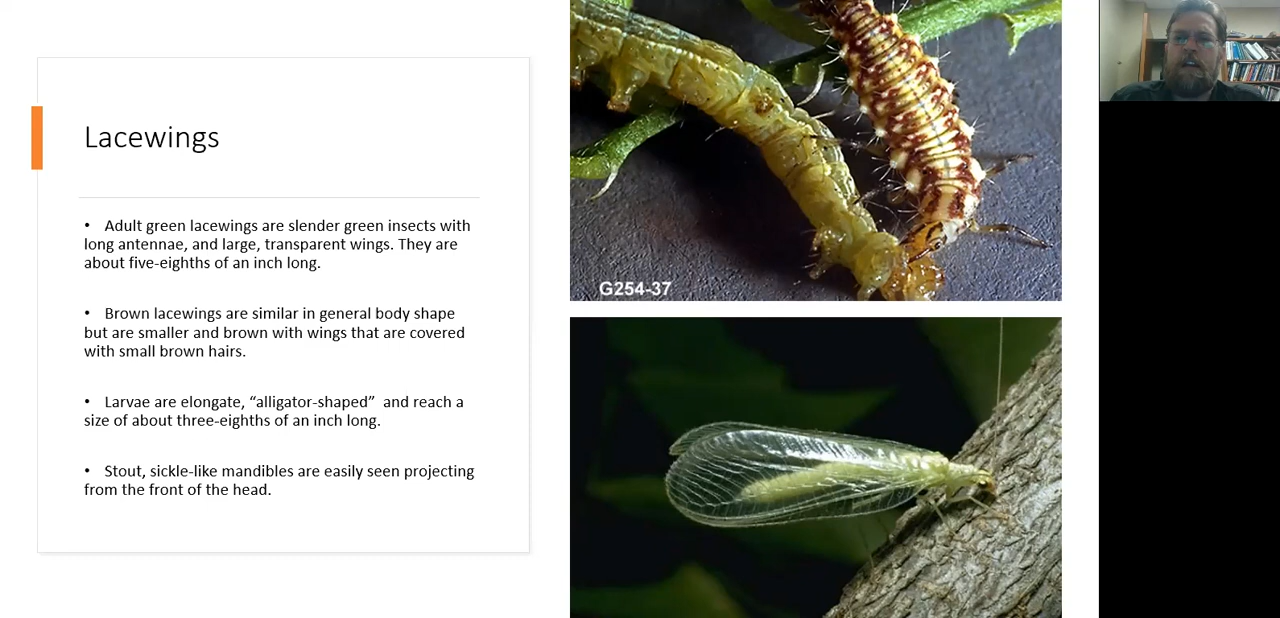 Lacewings
• Adult green lacewings are slender green insects with
long antennae, and large, transparent wings. They are
about five-eighths of an inch long.
• Brown lacewings are similar in general body shape
but are smaller and brown with wings that are covered
with small brown hairs.
• Larvae are elongate, “alligator-shaped”  and reach a
size of about three-eighths of an inch long.
• Stout, sickle-like mandibles are easily seen projecting
from the front of the head.
G254-37